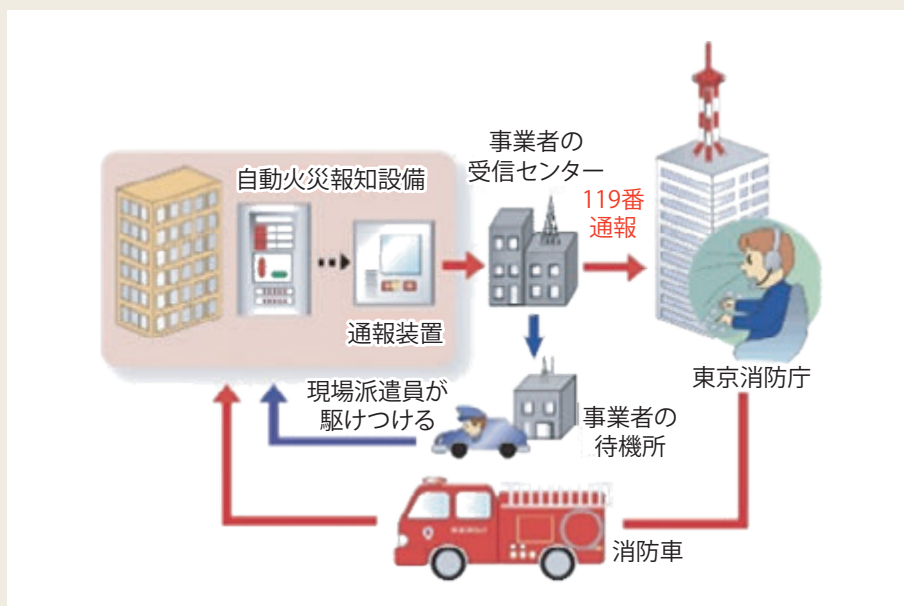 事業者の
受信センター
自動火災報知設備
119番
通報
通報装置
東京消防庁
現場派遣員が
駆けつける
事業者の
待機所
消防車